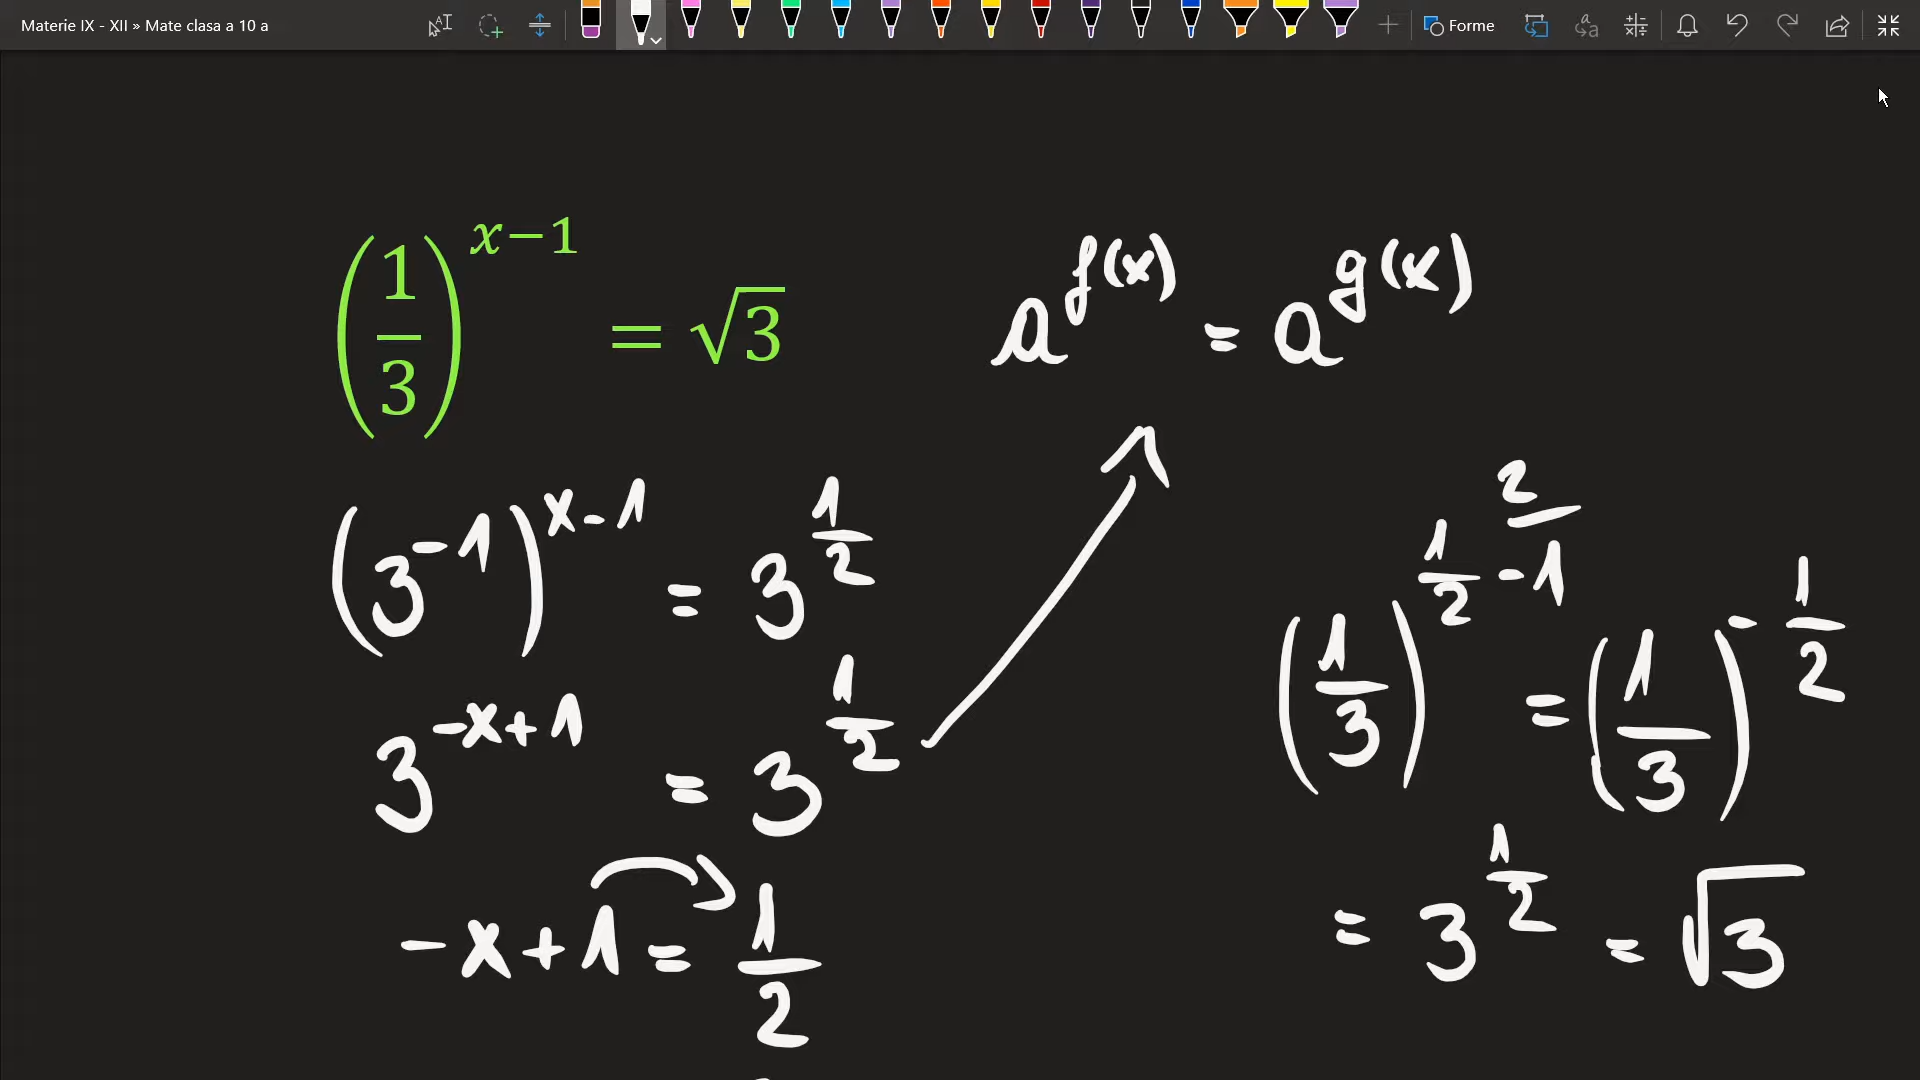 Materie IX - XII » Mate clasa a 10 a
Forme
(1/3)^(x−1) = √3
a^f(x) = a^g(x)
(3^−1)^(x−1) = 3^(1/2)
3^(−x+1) = 3^(1/2)
−x+1 = 1/2
(1/3)^(1/2 − 2/1) = (1/3)^(−1/2)
= 3^(1/2) = √3